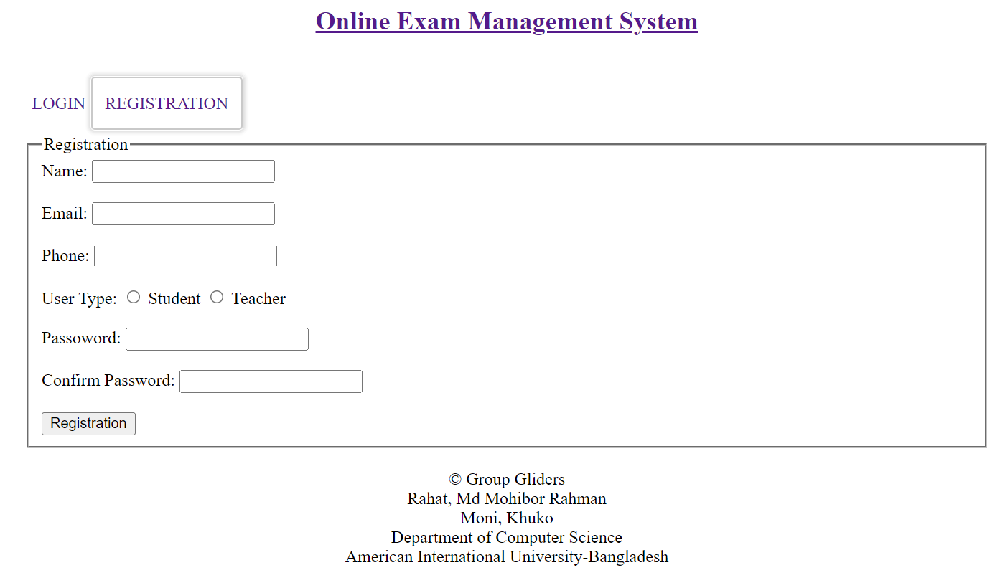 Online Exam Management System
LOGIN REGISTRATION
Registration
Name:
Email:
Phone:
User Type: Student Teacher
Passoword:
Confirm Password:
Registration
© Group Gliders
Rahat, Md Mohibor Rahman
Moni, Khuko
Department of Computer Science
American International University-Bangladesh